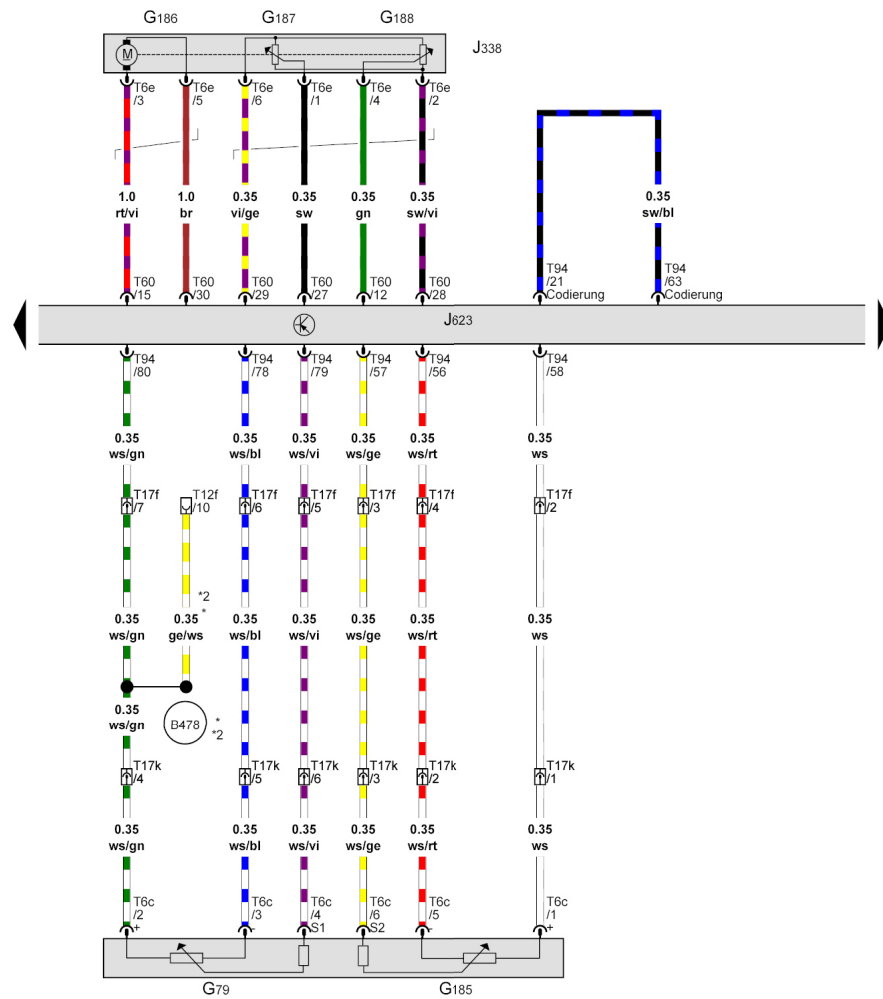 G186 G187 G188
J338
M
T6e T6e T6e T6e T6e T6e
/3 /5 /6 /1 /4 /2
1.0 1.0 0.35 0.35 0.35 0.35 0.35
rt/vi br vi/ge sw gn sw/vi sw/bl
T60 T60 T60 T60 T60 T60 T94 T94
/15 /30 /29 /27 /12 /28 /21 /63
Codierung Codierung
J623
T94 T94 T94 T94 T94 T94
/80 /78 /79 /57 /56 /58
0.35 0.35 0.35 0.35 0.35 0.35
ws/gn ws/bl ws/vi ws/ge ws/rt ws
T17f T12f T17f T17f T17f T17f T17f
/7 /10 /6 /5 /3 /4 /2
*2
*
0.35 0.35 0.35 0.35 0.35 0.35 0.35
ws/gn ge/ws ws/bl ws/vi ws/ge ws/rt ws
0.35
ws/gn
B478
*
*2
T17k T17k T17k T17k T17k T17k
/4 /5 /6 /3 /2 /1
0.35 0.35 0.35 0.35 0.35 0.35
ws/gn ws/bl ws/vi ws/ge ws/rt ws
T6c T6c T6c T6c T6c T6c
/2 /3 /4 /6 /5 /1
+ - S1 S2 - +
G79 G185